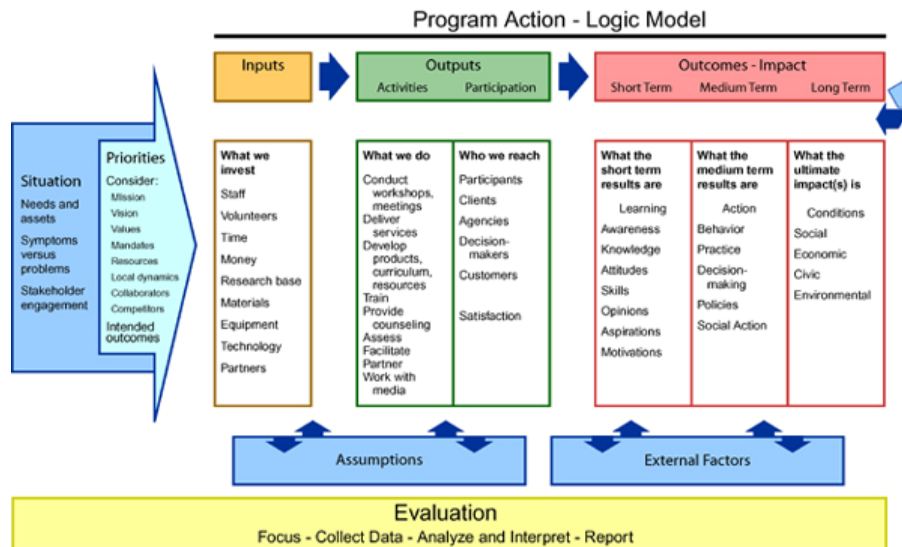 Program Action - Logic Model
Inputs
Outputs
Activities Participation
Outcomes - Impact
Short Term Medium Term Long Term
Situation
Needs and
assets
Symptoms
versus
problems
Stakeholder
engagement
Priorities
Consider:
Mission
Vision
Values
Mandates
Resources
Local dynamics
Collaborators
Competitors
Intended
outcomes
What we
invest
Staff
Volunteers
Time
Money
Research base
Materials
Equipment
Technology
Partners
What we do
Conduct
workshops,
meetings
Deliver
services
Develop
products,
curriculum,
resources
Train
Provide
counseling
Assess
Facilitate
Partner
Work with
media
Who we reach
Participants
Clients
Agencies
Decision-
makers
Customers
Satisfaction
What the
short term
results are
Learning
Awareness
Knowledge
Attitudes
Skills
Opinions
Aspirations
Motivations
What the
medium term
results are
Action
Behavior
Practice
Decision-
making
Policies
Social Action
What the
ultimate
impact(s) is
Conditions
Social
Economic
Civic
Environmental
Assumptions
External Factors
Evaluation
Focus - Collect Data - Analyze and Interpret - Report